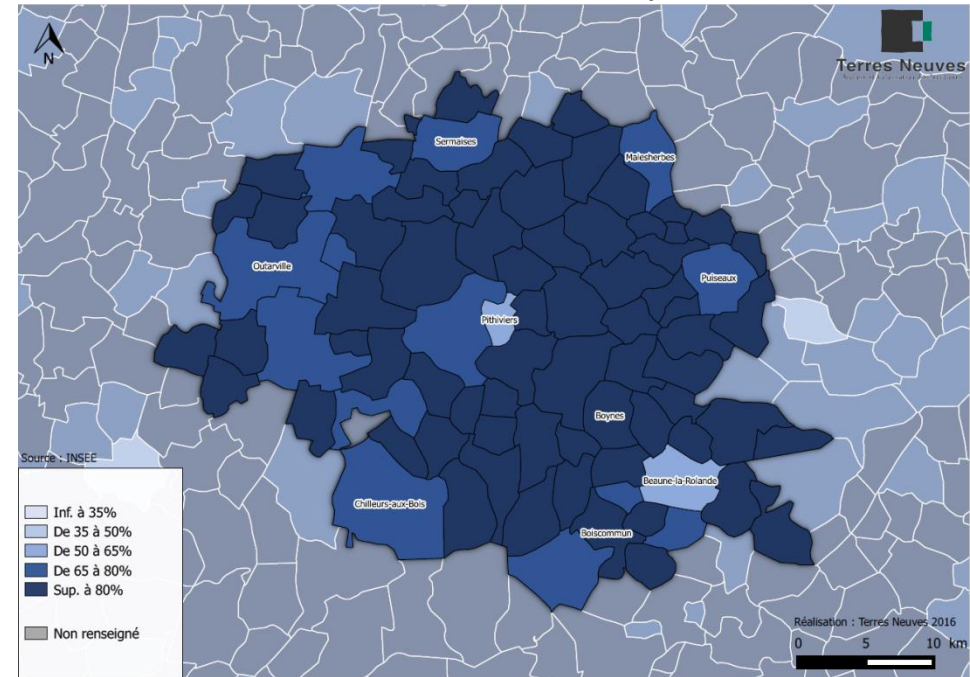 N
Terres Neuves
Sermaises
Malesherbes
Outarville
Puiseaux
Pithiviers
Boynes
Beaune-la-Rolande
Chilleurs-aux-Bois
Boiscommun
Source : INSEE
Inf. à 35%
De 35 à 50%
De 50 à 65%
De 65 à 80%
Sup. à 80%
Non renseigné
Réalisation : Terres Neuves 2016
0 5 10 km